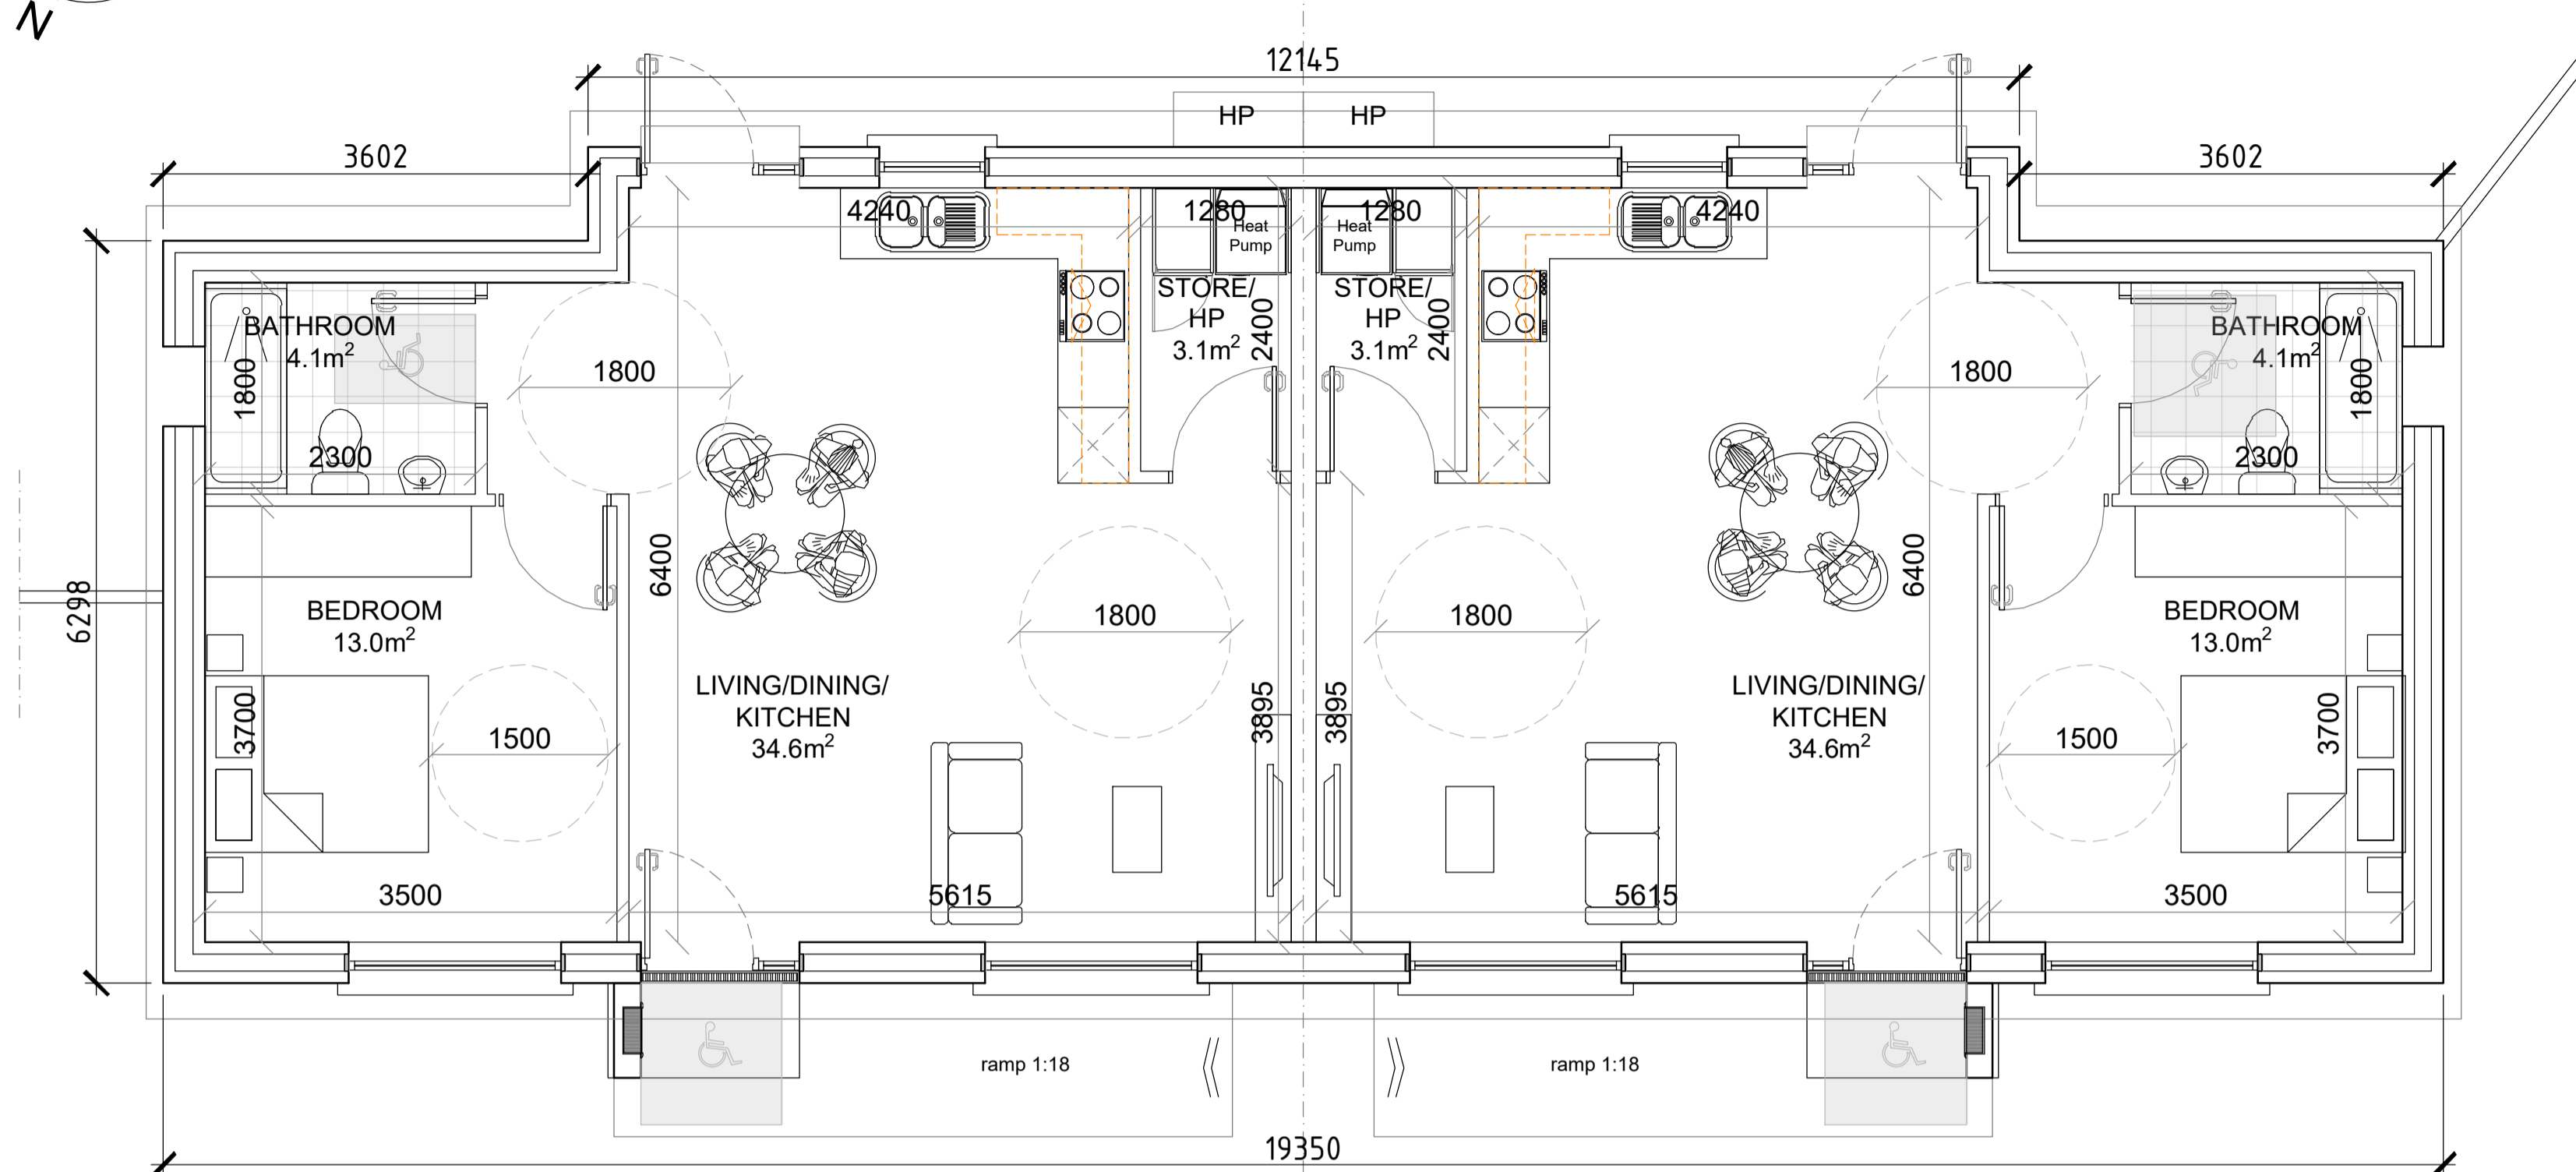 N
12145
HP HP
3602 3602
4240 1280 1280 4240
Heat
Pump
Heat
Pump
STORE/
HP
3.1m²
2400
STORE/
HP
3.1m²
2400
BATHROOM
4.1m²
1800
2300
1800
BATHROOM
4.1m²
1800
2300
1800
6298
6400
6400
BEDROOM
13.0m²
BEDROOM
13.0m²
1800
1800
LIVING/DINING/
KITCHEN
34.6m²
LIVING/DINING/
KITCHEN
34.6m²
3700
1500
3895
3895
1500
3700
3500 5615 5615 3500
ramp 1:18 ramp 1:18
19350